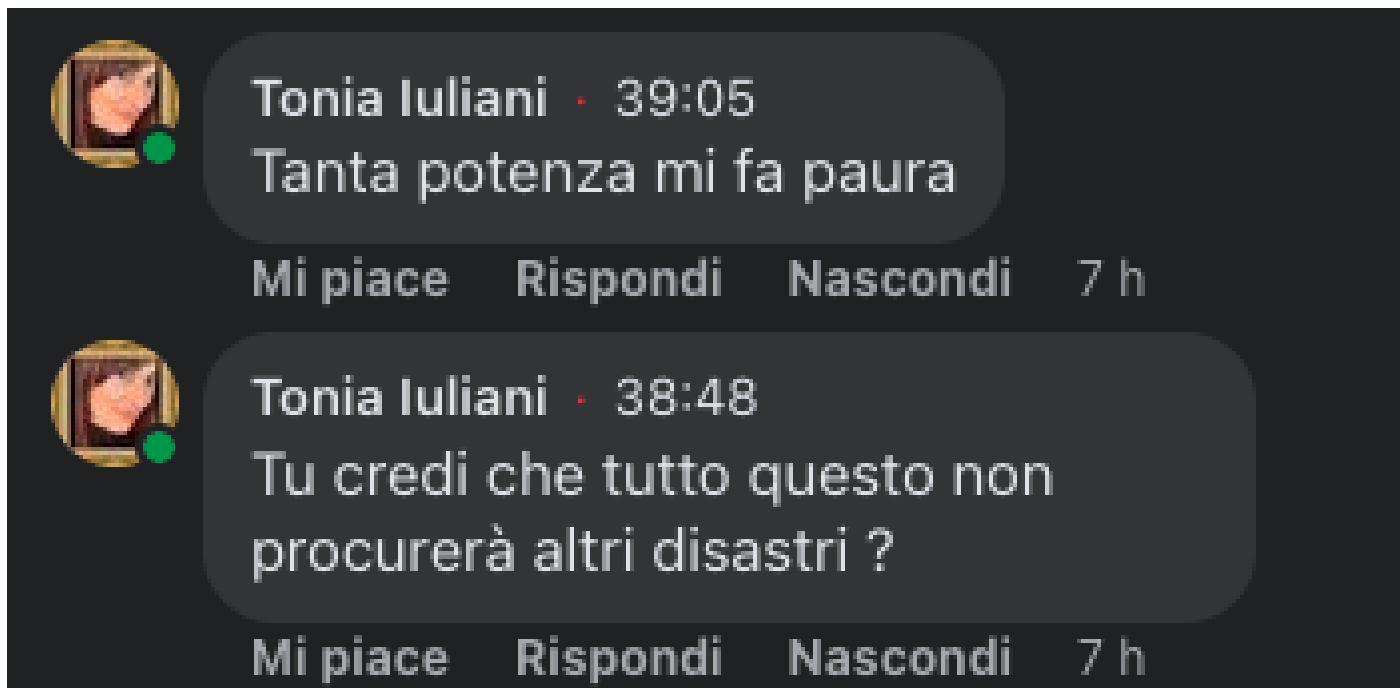 Tonia Iuliani · 39:05
Tanta potenza mi fa paura
Mi piace Rispondi Nascondi 7 h
Tonia Iuliani · 38:48
Tu credi che tutto questo non
procurerà altri disastri ?
Mi piace Rispondi Nascondi 7 h